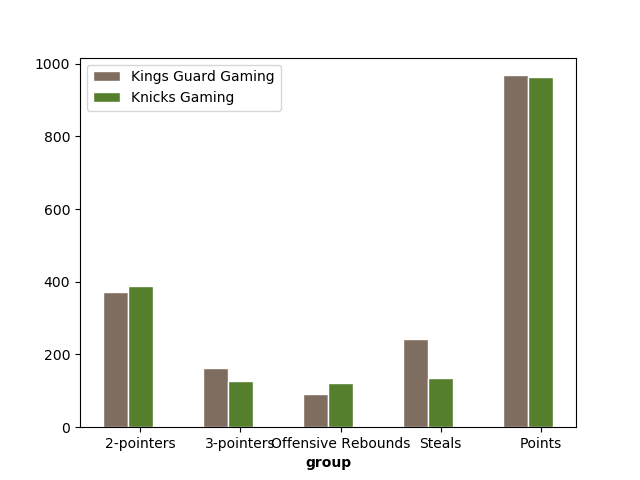 Kings Guard Gaming
Knicks Gaming
1000
800
600
400
200
0
2-pointers 3-pointers Offensive Rebounds Steals Points
group